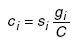 c_i = s_i g_i / C